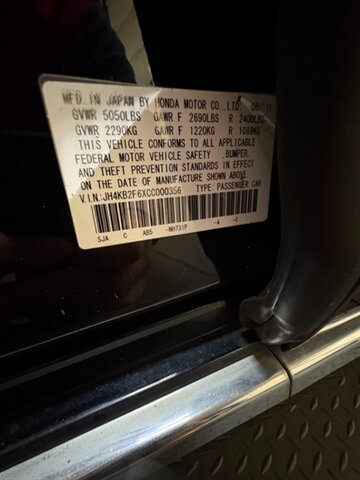 MFD. IN JAPAN BY HONDA MOTOR CO., LTD. 06
GVWR 5050LBS GAWR F 2690LBS R 2400LBS
GVWR 2290KG GAWR F 1220KG R 1089KG
THIS VEHICLE CONFORMS TO ALL APPLICABLE
FEDERAL MOTOR VEHICLE SAFETY ,BUMPER,
AND THEFT PREVENTION STANDARDS IN EFFECT
ON THE DATE OF MANUFACTURE SHOWN ABOVE.
V.I.N:JH4KB2F6XCC000356 TYPE: PASSENGER CAR
SJA C AB5 -NH731P -A -C